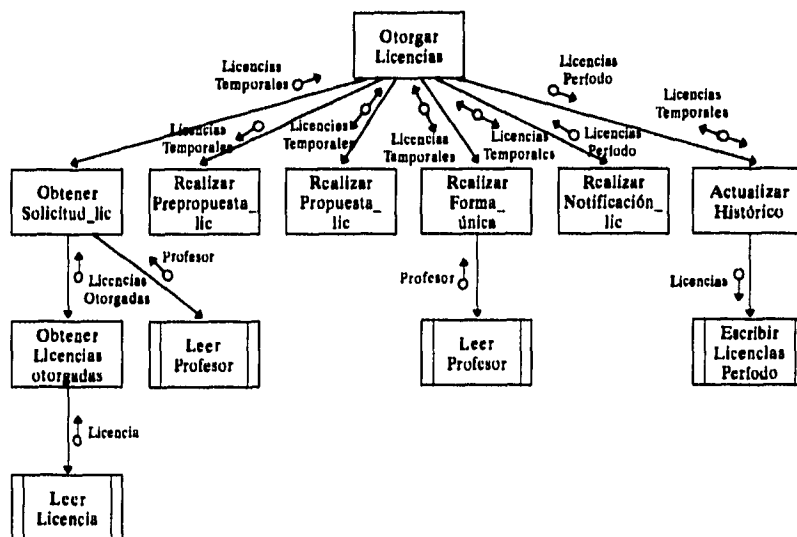 Otorgar
Licencias
Licencias
Temporales
Licencias
Período
Licencias
Temporales
Licencias
Temporales
Licencias
Temporales
Licencias
Temporales
Licencias
Temporales
Licencias
Período
Obtener
Solicitud_lic
Realizar
Prepropuesta_
lic
Realizar
Propuesta_
lic
Realizar
Forma_
única
Realizar
Notificación_
lic
Actualizar
Histórico
Licencias
Otorgadas
Profesor
Profesor
Licencias
Obtener
Licencias
otorgadas
Leer
Profesor
Leer
Profesor
Escribir
Licencias
Período
Licencia
Leer
Licencia